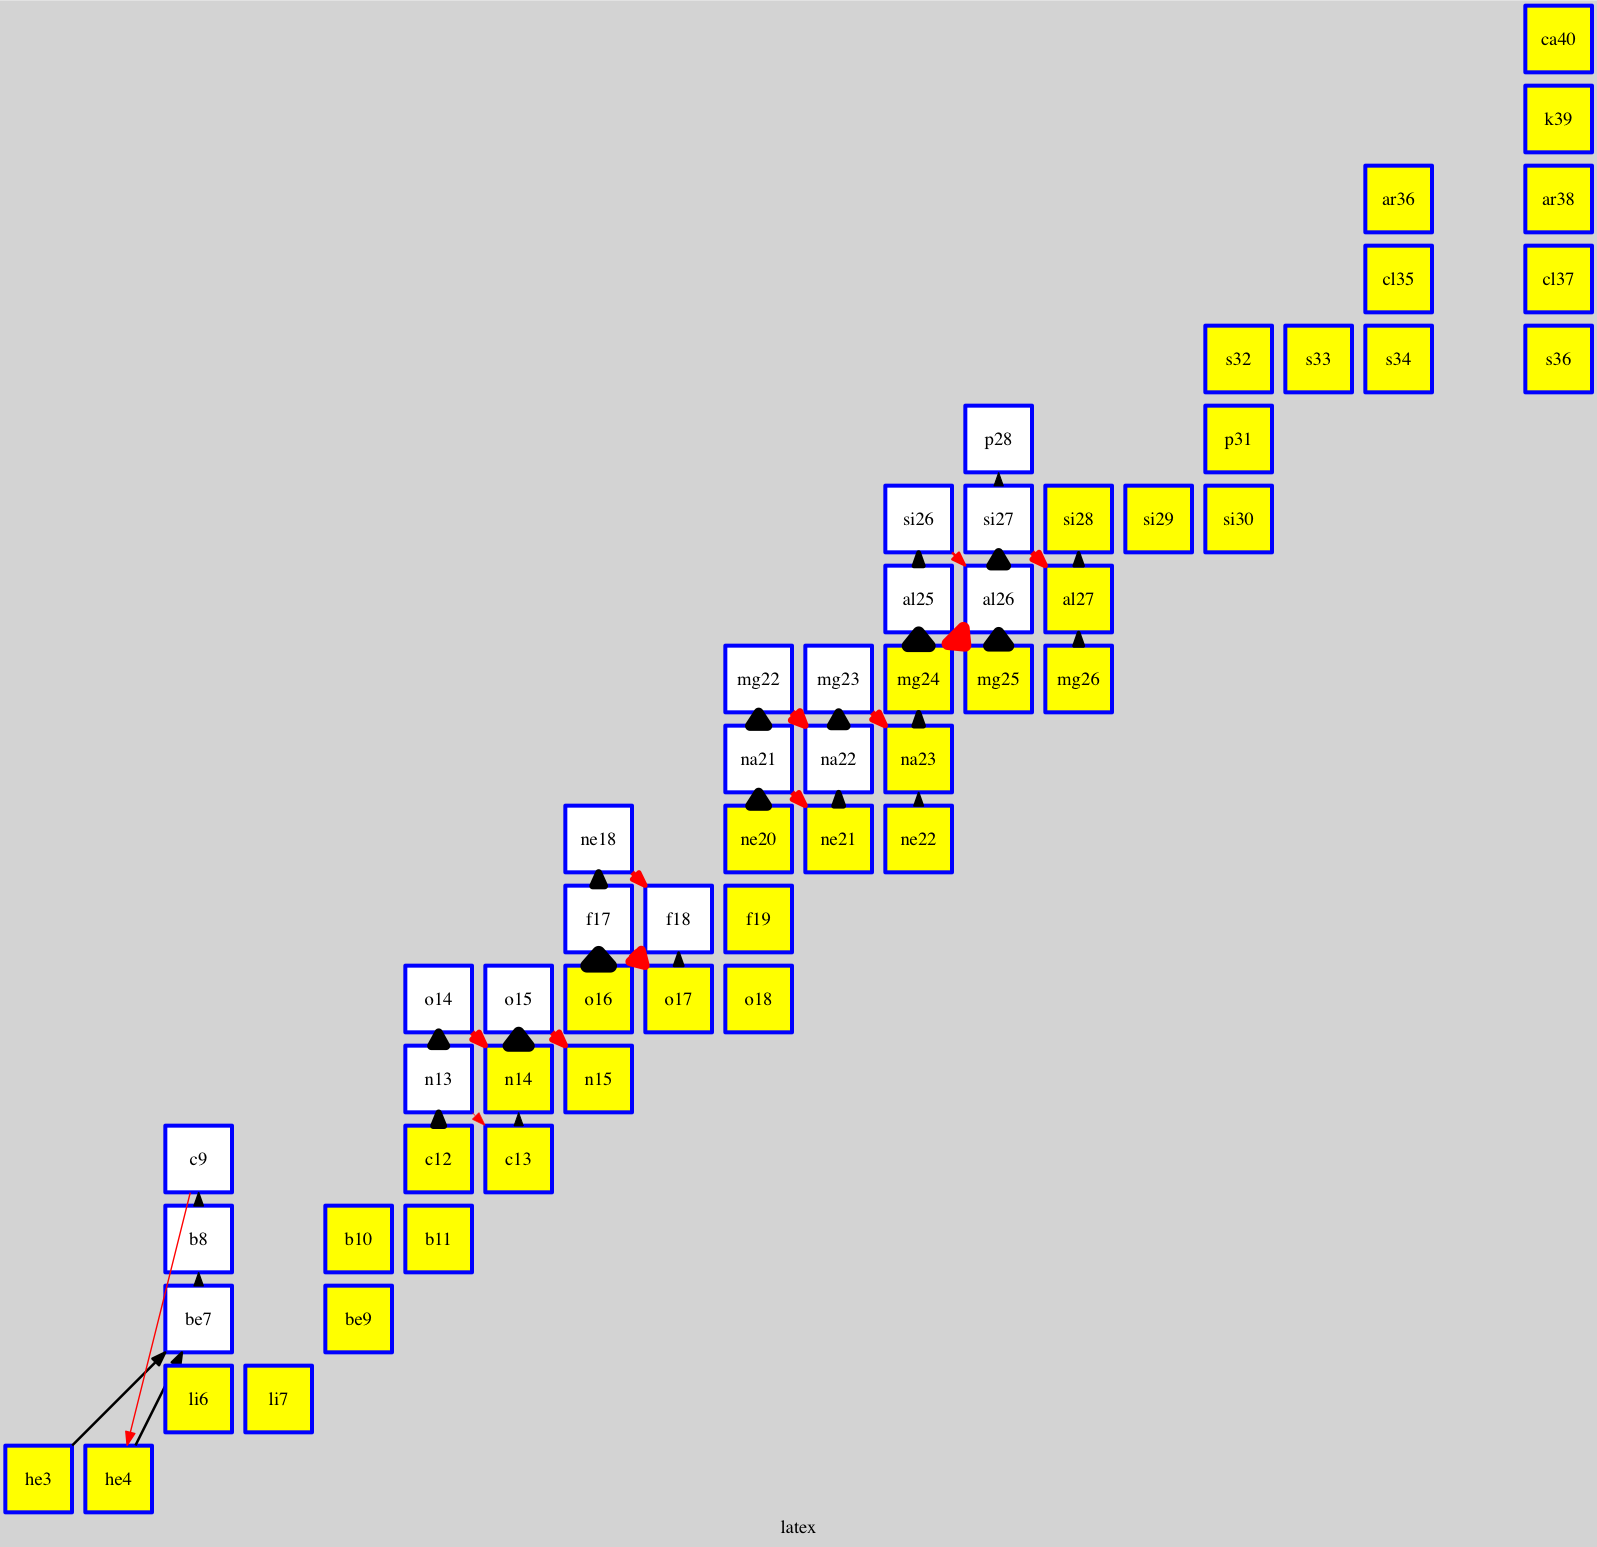 ca40
k39
ar36 ar38
cl35 cl37
s32 s33 s34 s36
p28 p31
si26 si27 si28 si29 si30
al25 al26 al27
mg22 mg23 mg24 mg25 mg26
na21 na22 na23
ne18 ne20 ne21 ne22
f17 f18 f19
o14 o15 o16 o17 o18
n13 n14 n15
c9 c12 c13
b8 b10 b11
be7 be9
li6 li7
he3 he4
latex